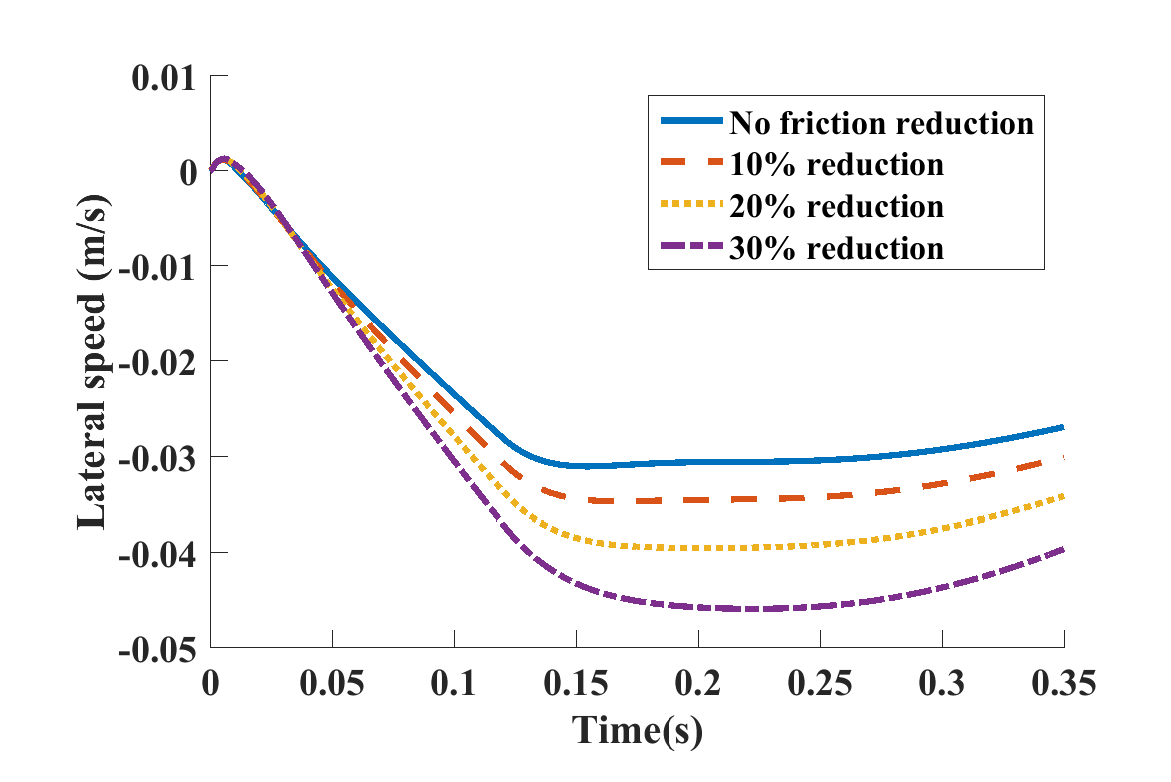 0.01
0
-0.01
-0.02
-0.03
-0.04
-0.05
Lateral speed (m/s)
No friction reduction
10% reduction
20% reduction
30% reduction
0 0.05 0.1 0.15 0.2 0.25 0.3 0.35
Time(s)